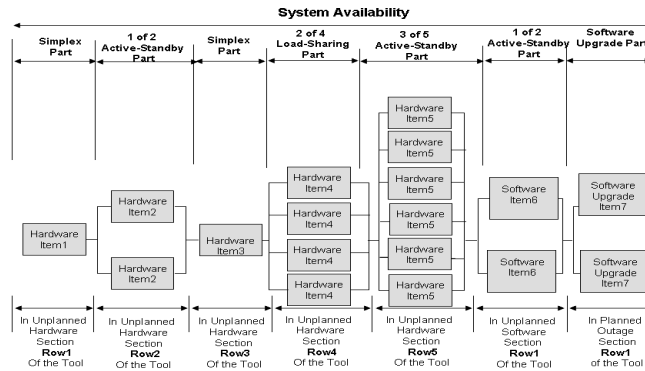 System Availability
Simplex
Part
1 of 2
Active-Standby
Part
Simplex
Part
2 of 4
Load-Sharing
Part
3 of 5
Active-Standby
Part
1 of 2
Active-Standby
Part
Software
Upgrade Part
Hardware
Item1
Hardware
Item2
Hardware
Item2
Hardware
Item3
Hardware
Item4
Hardware
Item4
Hardware
Item4
Hardware
Item4
Hardware
Item5
Hardware
Item5
Hardware
Item5
Hardware
Item5
Hardware
Item5
Hardware
Item5
Software
Item6
Software
Item6
Software
Upgrade
Item7
Software
Upgrade
Item7
In Unplanned
Hardware
Section
Row1
Of the Tool
In Unplanned
Hardware
Section
Row2
Of the Tool
In Unplanned
Hardware
Section
Row3
Of the Tool
In Unplanned
Hardware
Section
Row4
Of the Tool
In Unplanned
Hardware
Section
Row5
Of the Tool
In Unplanned
Software
Section
Row1
Of the Tool
In Planned
Outage
Section
Row1
of the Tool